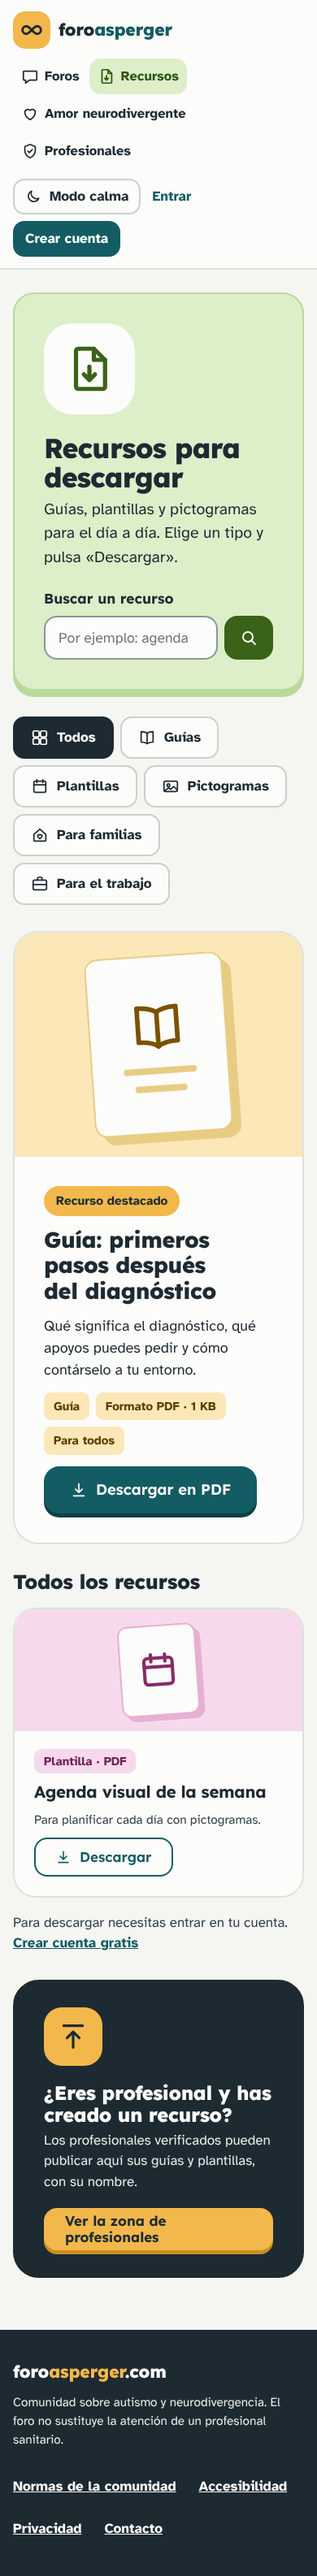 foroasperger
Foros
Recursos
Amor neurodivergente
Profesionales
Modo calma
Entrar
Crear cuenta
Recursos para
descargar
Guías, plantillas y pictogramas
para el día a día. Elige un tipo y
pulsa «Descargar».
Buscar un recurso
Por ejemplo: agenda
Todos
Guías
Plantillas
Pictogramas
Para familias
Para el trabajo
Recurso destacado
Guía: primeros
pasos después
del diagnóstico
Qué significa el diagnóstico, qué
apoyos puedes pedir y cómo
contárselo a tu entorno.
Guía
Formato PDF · 1 KB
Para todos
Descargar en PDF
Todos los recursos
Plantilla · PDF
Agenda visual de la semana
Para planificar cada día con pictogramas.
Descargar
Para descargar necesitas entrar en tu cuenta.
Crear cuenta gratis
¿Eres profesional y has
creado un recurso?
Los profesionales verificados pueden
publicar aquí sus guías y plantillas,
con su nombre.
Ver la zona de
profesionales
foroasperger.com
Comunidad sobre autismo y neurodivergencia. El
foro no sustituye la atención de un profesional
sanitario.
Normas de la comunidad
Accesibilidad
Privacidad
Contacto